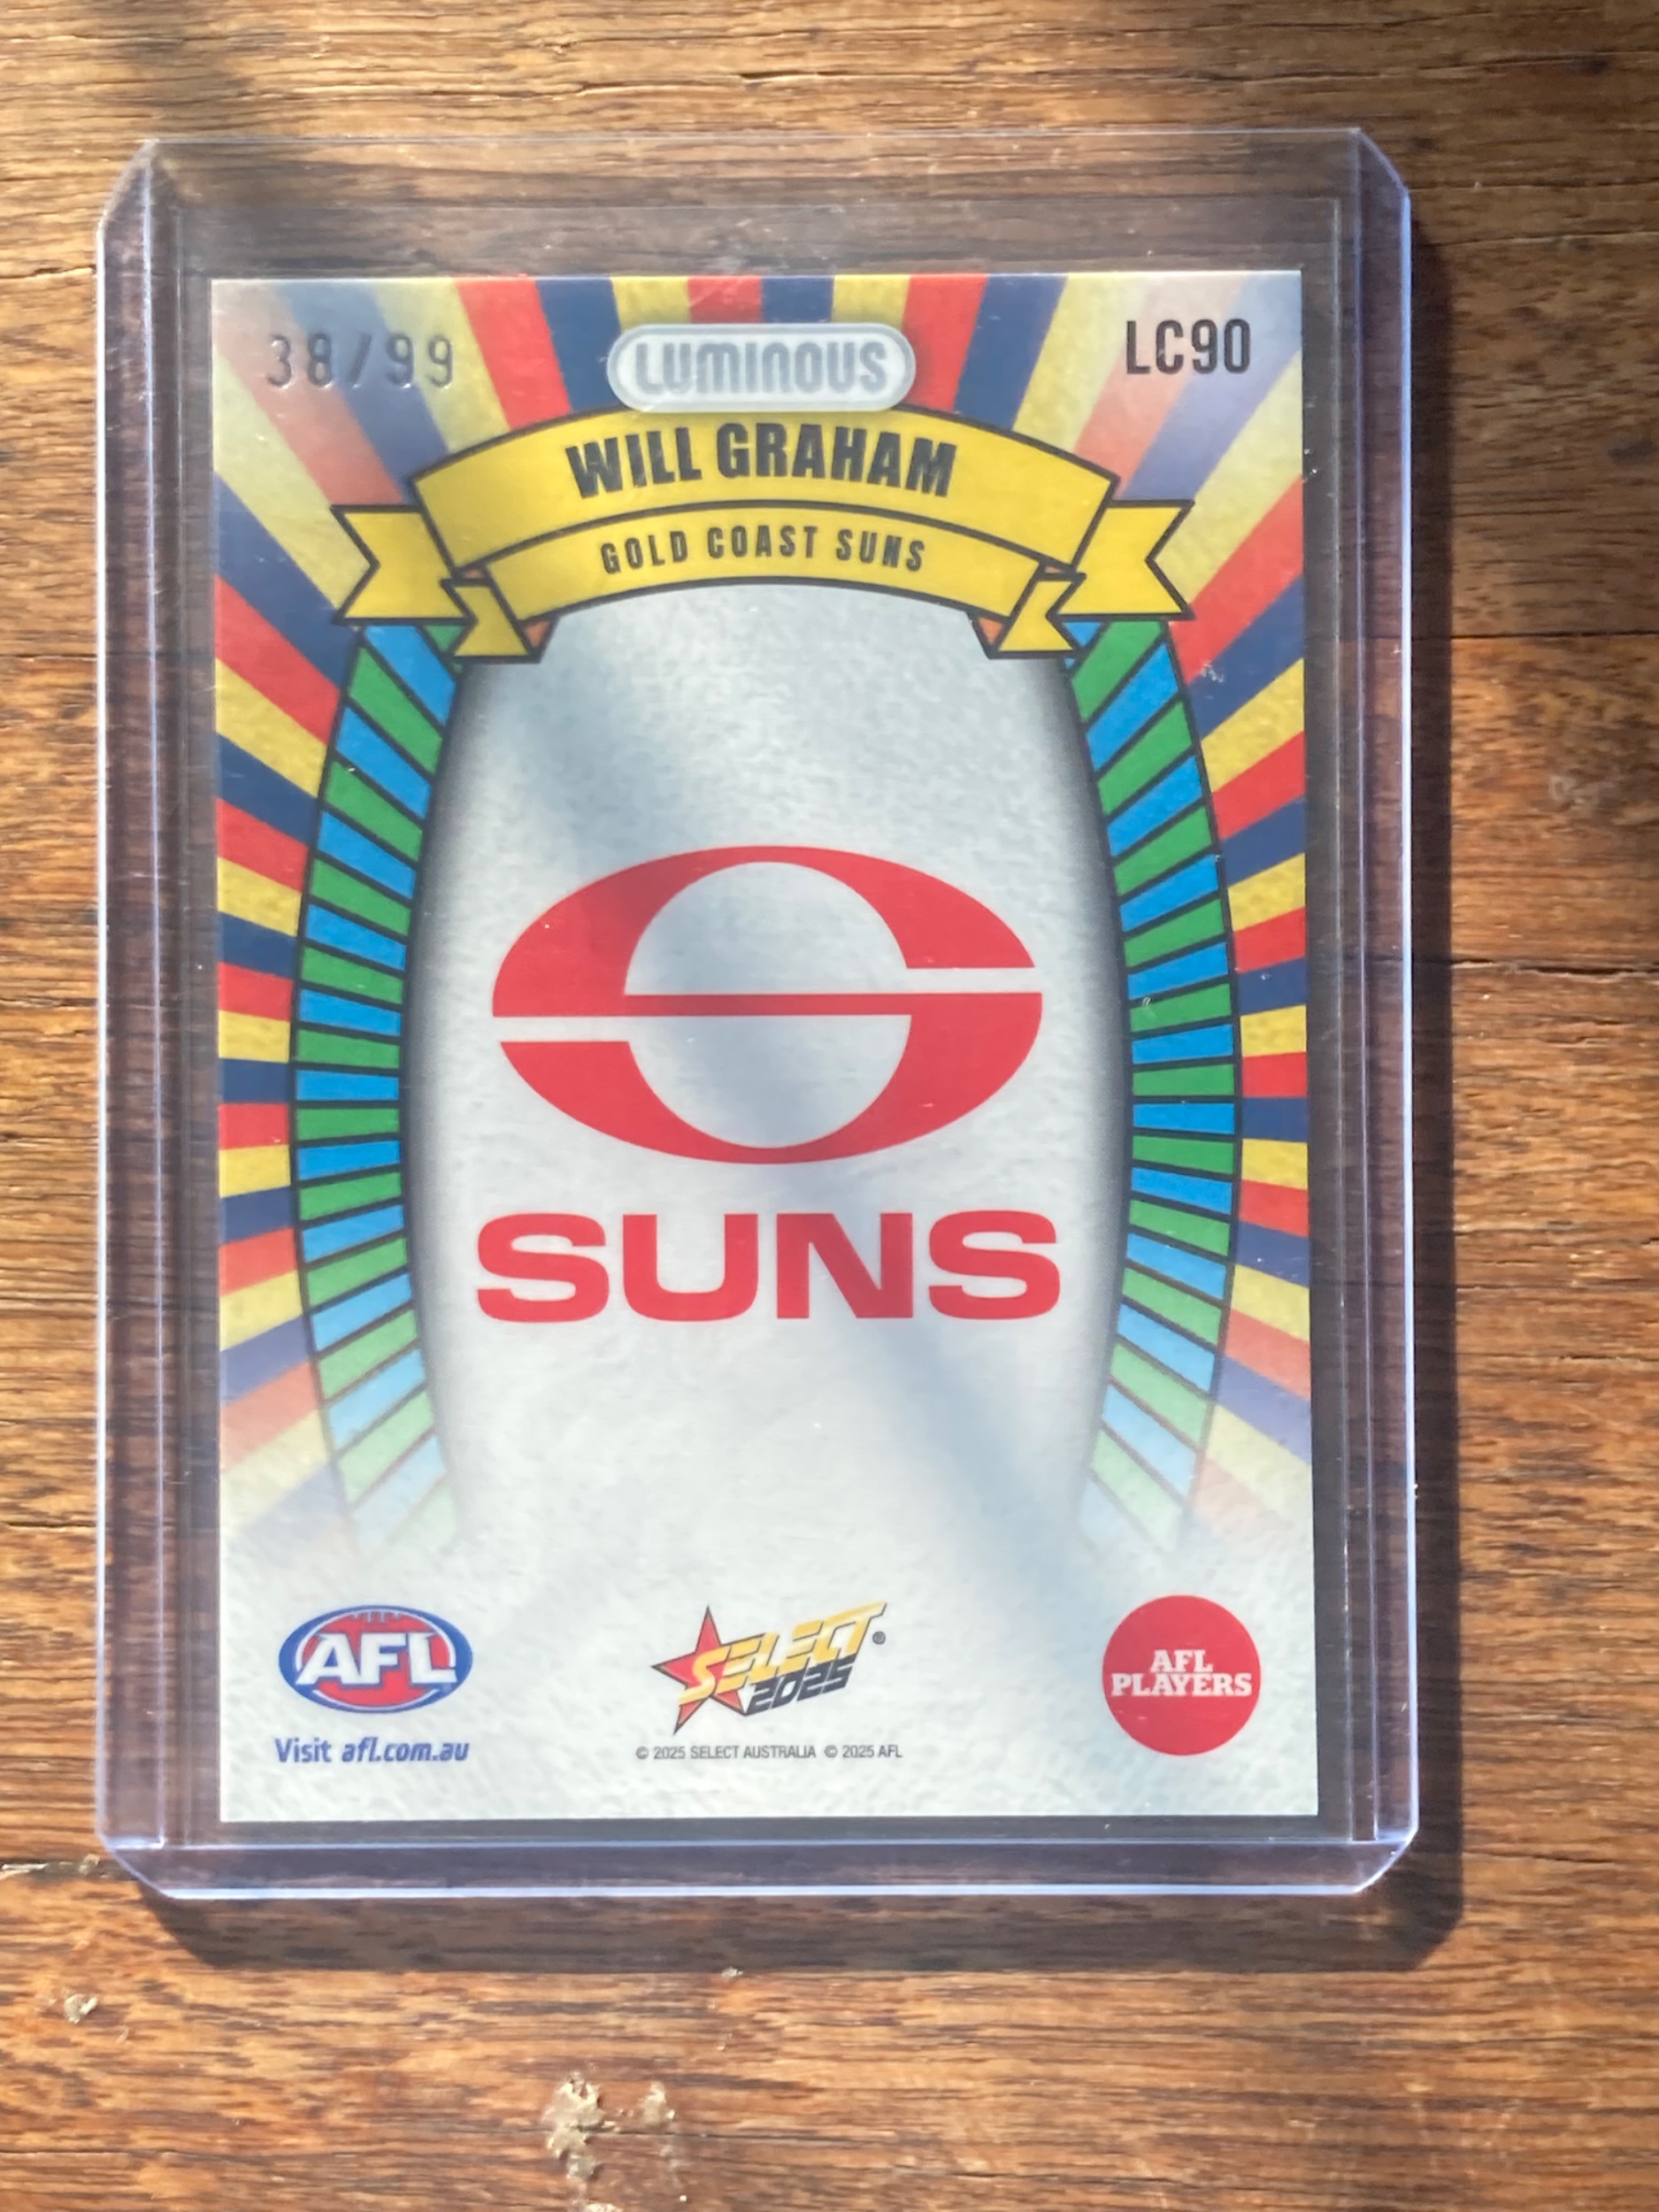 38/99
LUMINOUS
LC90
WILL GRAHAM
GOLD COAST SUNS
SUNS
AFL
Visit afl.com.au
SELECT®
2025
© 2025 SELECT AUSTRALIA © 2025 AFL
AFL
PLAYERS